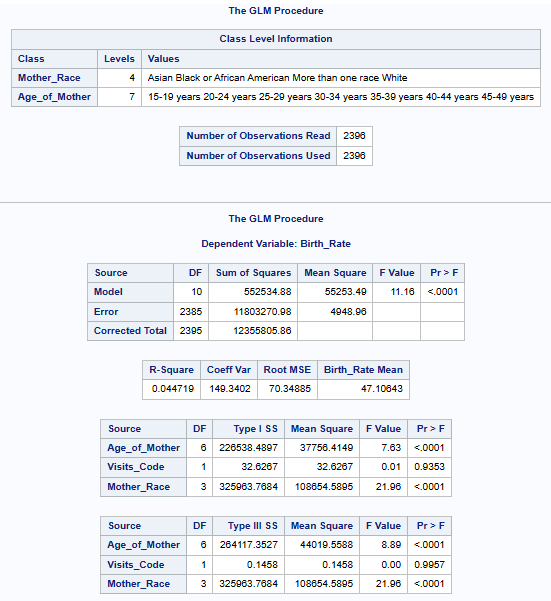 The GLM Procedure
Class Level Information
Class Levels Values
Mother_Race 4 Asian Black or African American More than one race White
Age_of_Mother 7 15-19 years 20-24 years 25-29 years 30-34 years 35-39 years 40-44 years 45-49 years
Number of Observations Read 2396
Number of Observations Used 2396
The GLM Procedure
Dependent Variable: Birth_Rate
Source DF Sum of Squares Mean Square F Value Pr > F
Model 10 552534.88 55253.49 11.16 <.0001
Error 2385 11803270.98 4948.96
Corrected Total 2395 12355805.86
R-Square Coeff Var Root MSE Birth_Rate Mean
0.044719 149.3402 70.34885 47.10643
Source DF Type I SS Mean Square F Value Pr > F
Age_of_Mother 6 226538.4897 37756.4149 7.63 <.0001
Visits_Code 1 32.6267 32.6267 0.01 0.9353
Mother_Race 3 325963.7684 108654.5895 21.96 <.0001
Source DF Type III SS Mean Square F Value Pr > F
Age_of_Mother 6 264117.3527 44019.5588 8.89 <.0001
Visits_Code 1 0.1458 0.1458 0.00 0.9957
Mother_Race 3 325963.7684 108654.5895 21.96 <.0001